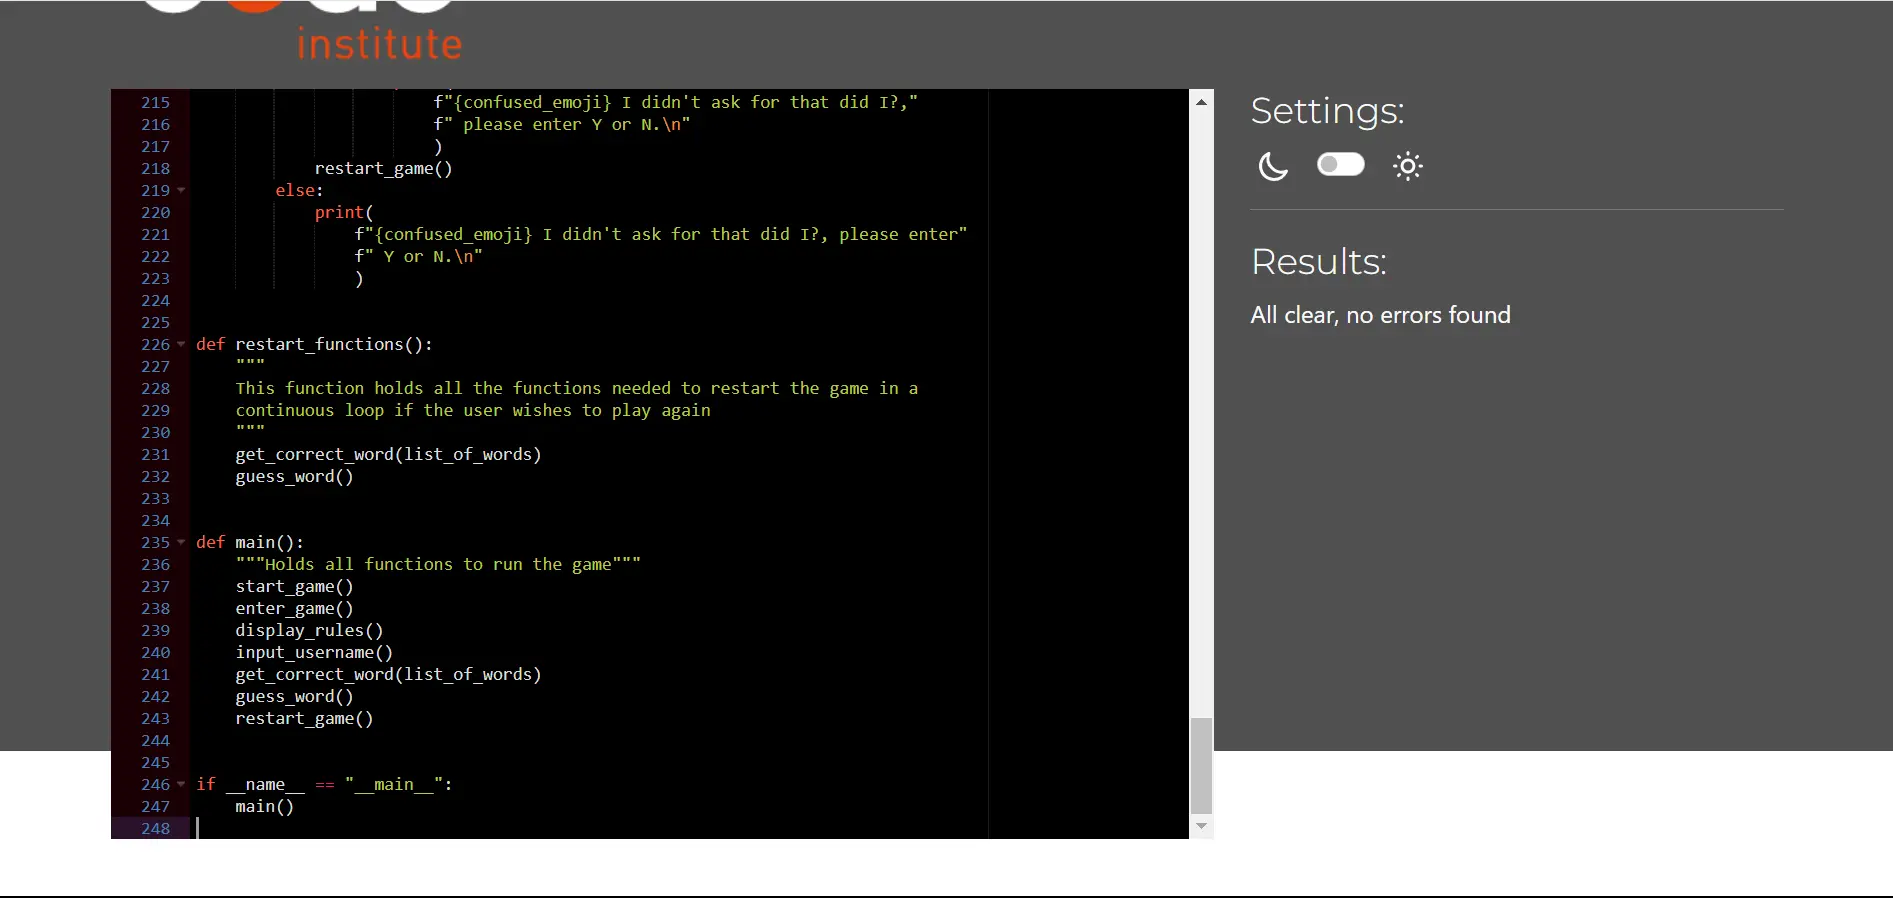 institute
215 f"{confused_emoji} I didn't ask for that did I?,"
216 f" please enter Y or N.\n"
217 )
218 restart_game()
219 else:
220 print(
221 f"{confused_emoji} I didn't ask for that did I?, please enter"
222 f" Y or N.\n"
223 )
224
225
226 def restart_functions():
227 """
228 This function holds all the functions needed to restart the game in a
229 continuous loop if the user wishes to play again
230 """
231 get_correct_word(list_of_words)
232 guess_word()
233
234
235 def main():
236 """Holds all functions to run the game"""
237 start_game()
238 enter_game()
239 display_rules()
240 input_username()
241 get_correct_word(list_of_words)
242 guess_word()
243 restart_game()
244
245
246 if __name__ == "__main__":
247 main()
248
Settings:
Results:
All clear, no errors found